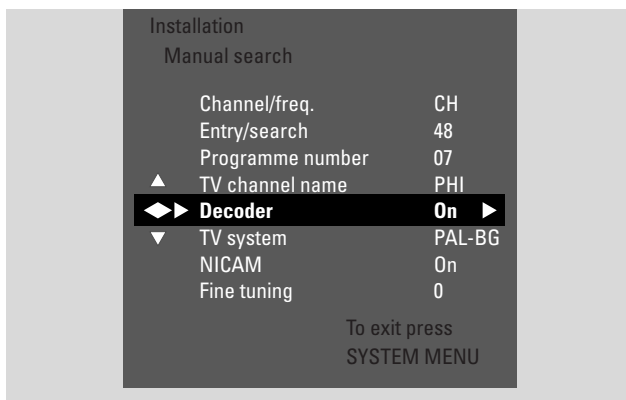 Installation
Manual search
Channel/freq. CH
Entry/search 48
Programme number 07
TV channel name PHI
Decoder On
TV system PAL-BG
NICAM On
Fine tuning 0
To exit press
SYSTEM MENU